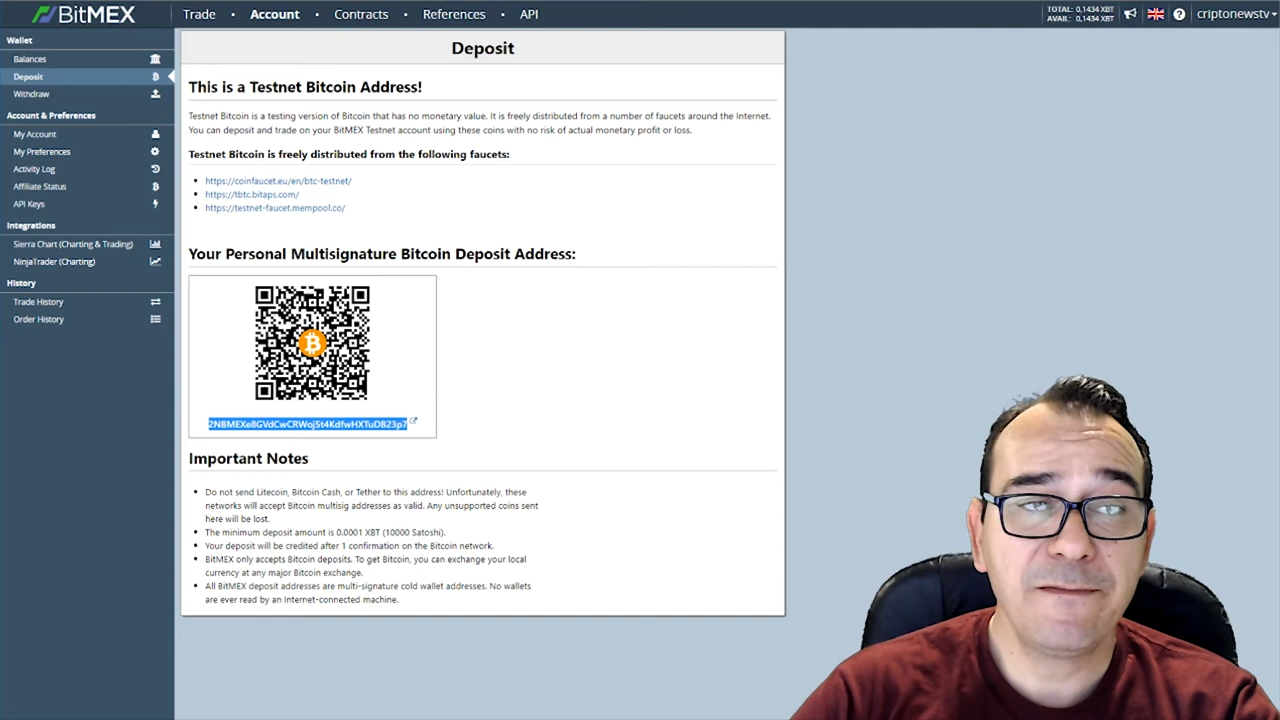 BitMEX
Trade • Account • Contracts • References • API
TOTAL: 0,1434 XBT
AVAIL.: 0,1434 XBT
criptonewstv
Wallet
Balances
Deposit
Withdraw
Account & Preferences
My Account
My Preferences
Activity Log
Affiliate Status
API Keys
Integrations
Sierra Chart (Charting & Trading)
NinjaTrader (Charting)
History
Trade History
Order History
Deposit
This is a Testnet Bitcoin Address!
Testnet Bitcoin is a testing version of Bitcoin that has no monetary value. It is freely distributed from a number of faucets around the Internet.
You can deposit and trade on your BitMEX Testnet account using these coins with no risk of actual monetary profit or loss.
Testnet Bitcoin is freely distributed from the following faucets:
• https://coinfaucet.eu/en/btc-testnet/
• https://tbtc.bitaps.com/
• https://testnet-faucet.mempool.co/
Your Personal Multisignature Bitcoin Deposit Address:
2NBMEXe8GVdCwCRWojSt4KdfwHXTuDB23p7
Important Notes
• Do not send Litecoin, Bitcoin Cash, or Tether to this address! Unfortunately, these
networks will accept Bitcoin multisig addresses as valid. Any unsupported coins sent
here will be lost.
• The minimum deposit amount is 0.0001 XBT (10000 Satoshi).
• Your deposit will be credited after 1 confirmation on the Bitcoin network.
• BitMEX only accepts Bitcoin deposits. To get Bitcoin, you can exchange your local
currency at any major Bitcoin exchange.
• All BitMEX deposit addresses are multi-signature cold wallet addresses. No wallets
are ever read by an Internet-connected machine.